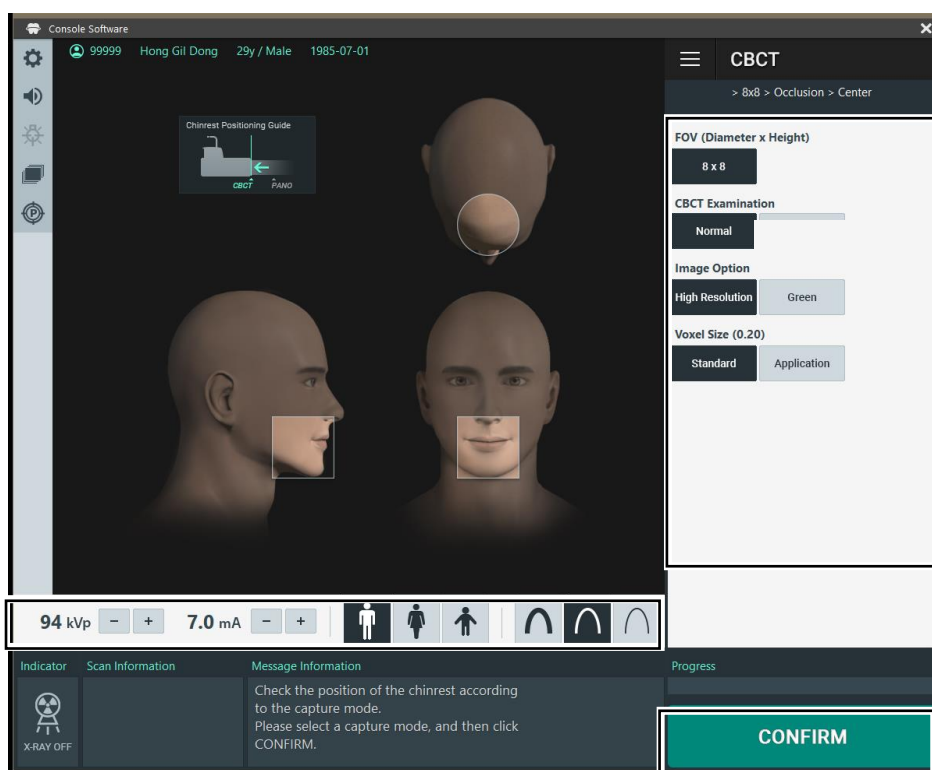 Console Software
99999 Hong Gil Dong 29y / Male 1985-07-01
Chinrest Positioning Guide
CBCT PANO
CBCT
> 8x8 > Occlusion > Center
FOV (Diameter x Height)
8 x 8
CBCT Examination
Normal
Image Option
High Resolution Green
Voxel Size (0.20)
Standard Application
94 kVp - + 7.0 mA - +
Indicator Scan Information Message Information Progress
X-RAY OFF
Check the position of the chinrest according
to the capture mode.
Please select a capture mode, and then click
CONFIRM.
CONFIRM